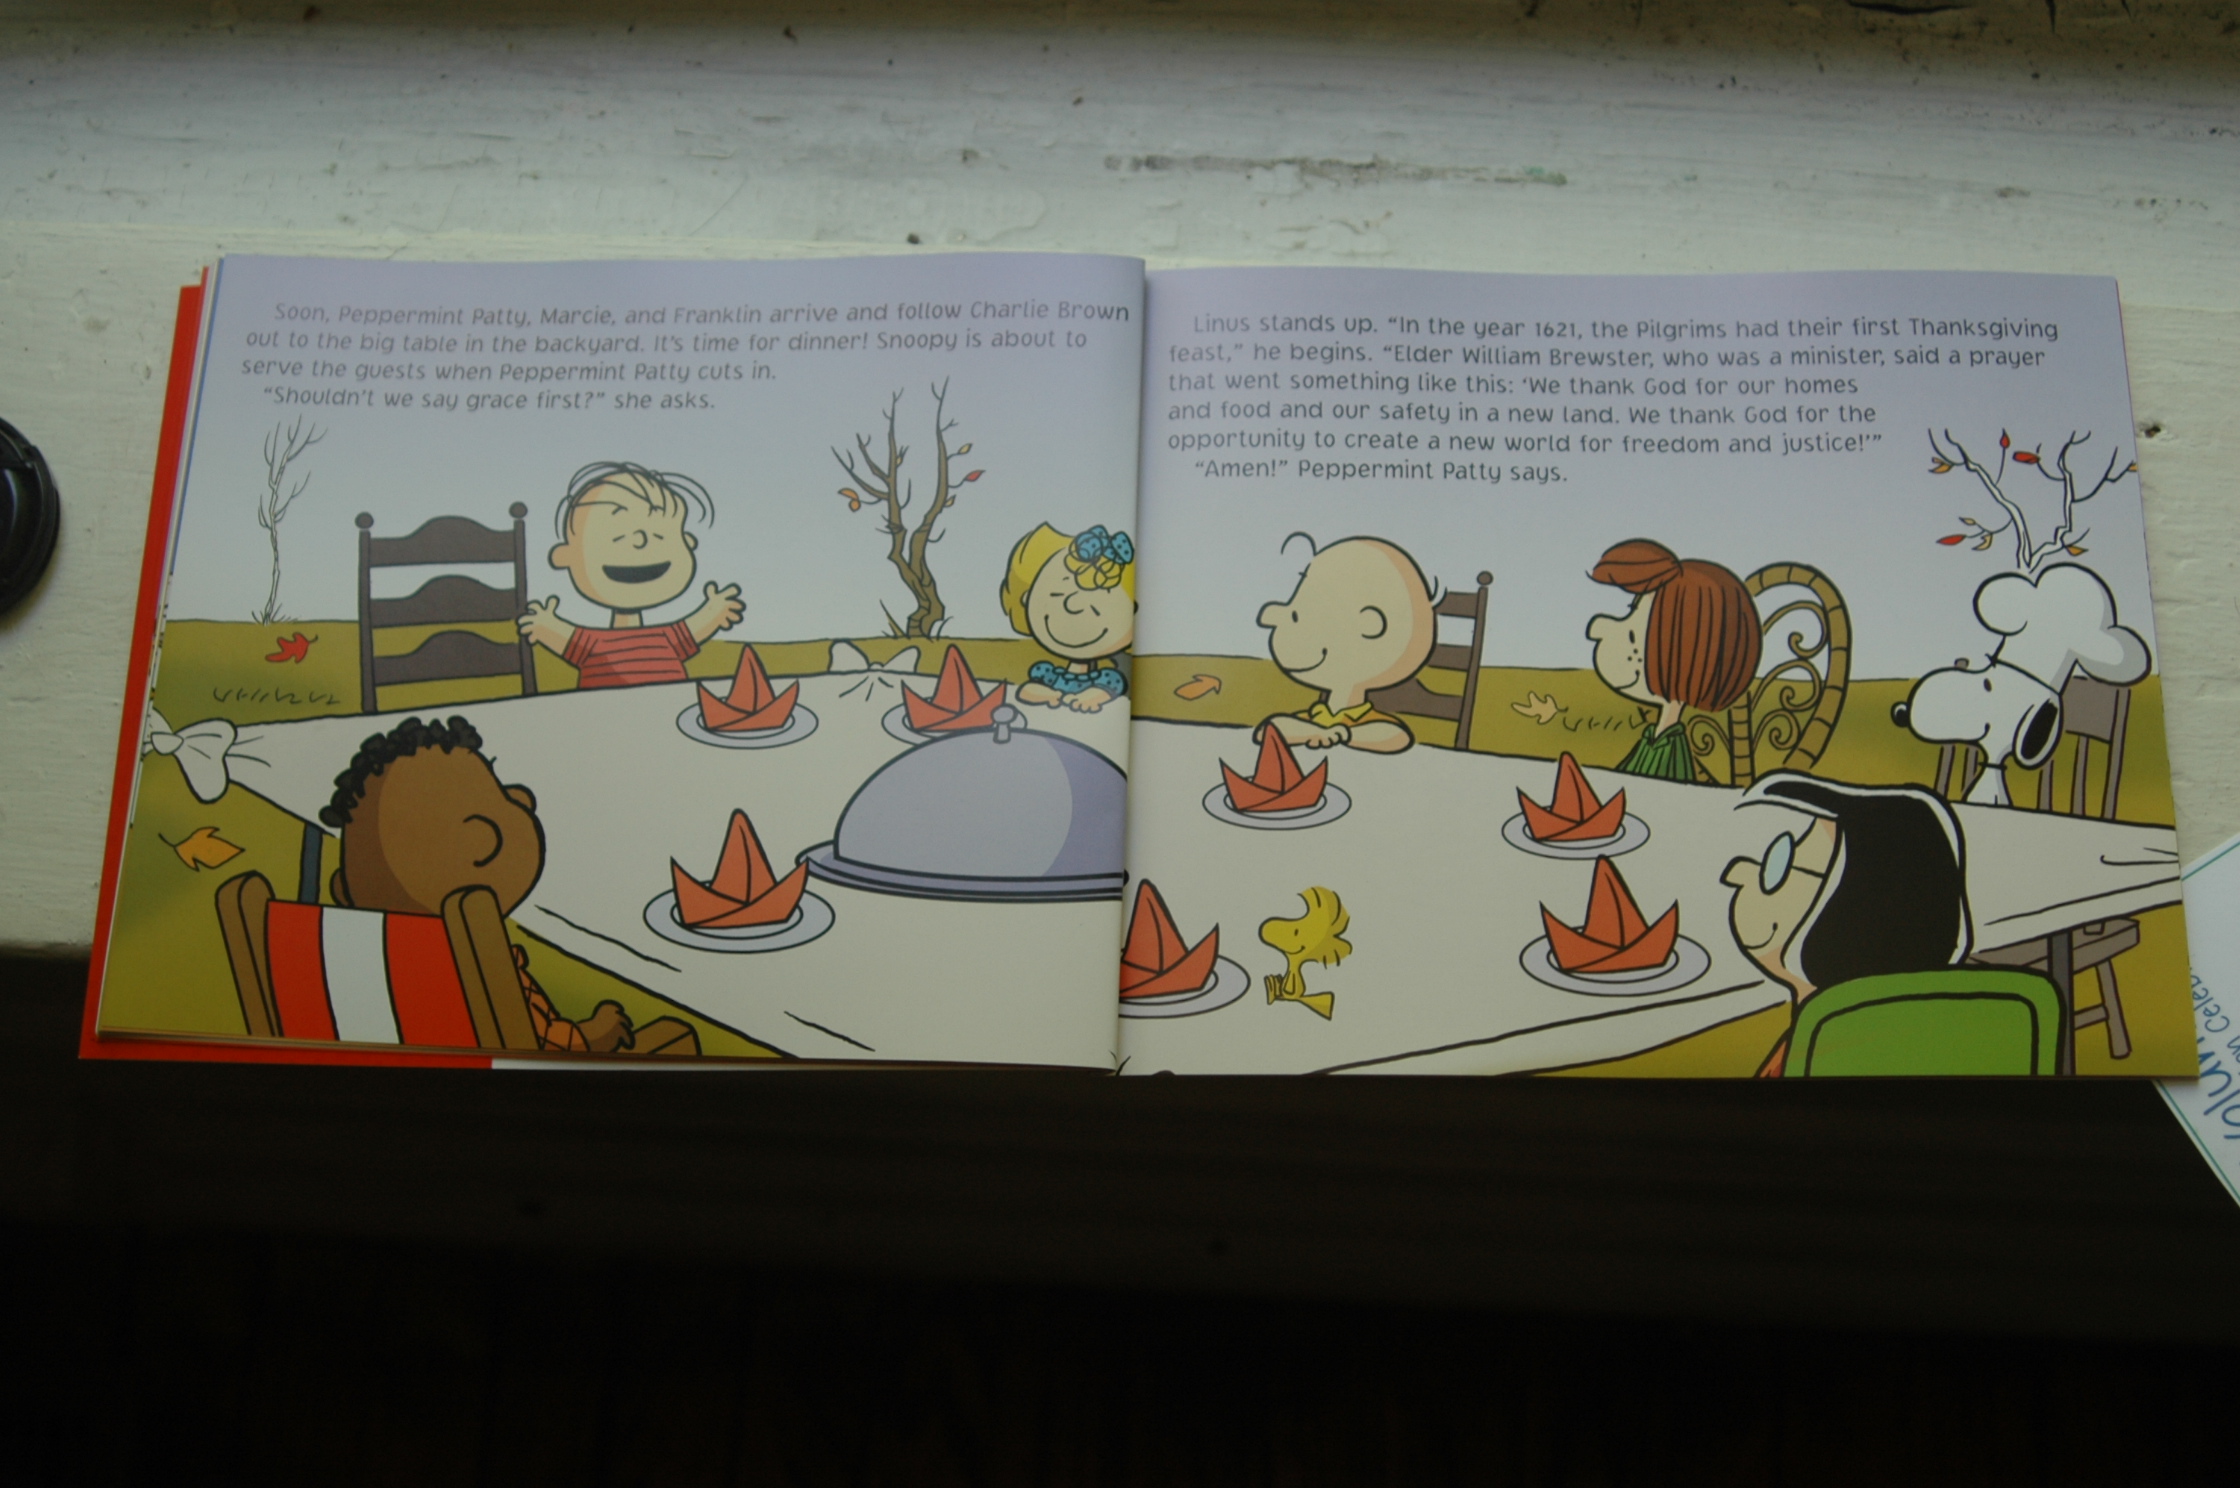 Soon, Peppermint Patty, Marcie, and Franklin arrive and follow Charlie Brown
out to the big table in the backyard. It's time for dinner! Snoopy is about to
serve the guests when Peppermint Patty cuts in.
"Shouldn't we say grace first?" she asks.
Linus stands up. "In the year 1621, the Pilgrims had their first Thanksgiving
feast," he begins. "Elder William Brewster, who was a minister, said a prayer
that went something like this: 'We thank God for our homes
and food and our safety in a new land. We thank God for the
opportunity to create a new world for freedom and justice!'"
"Amen!" Peppermint Patty says.